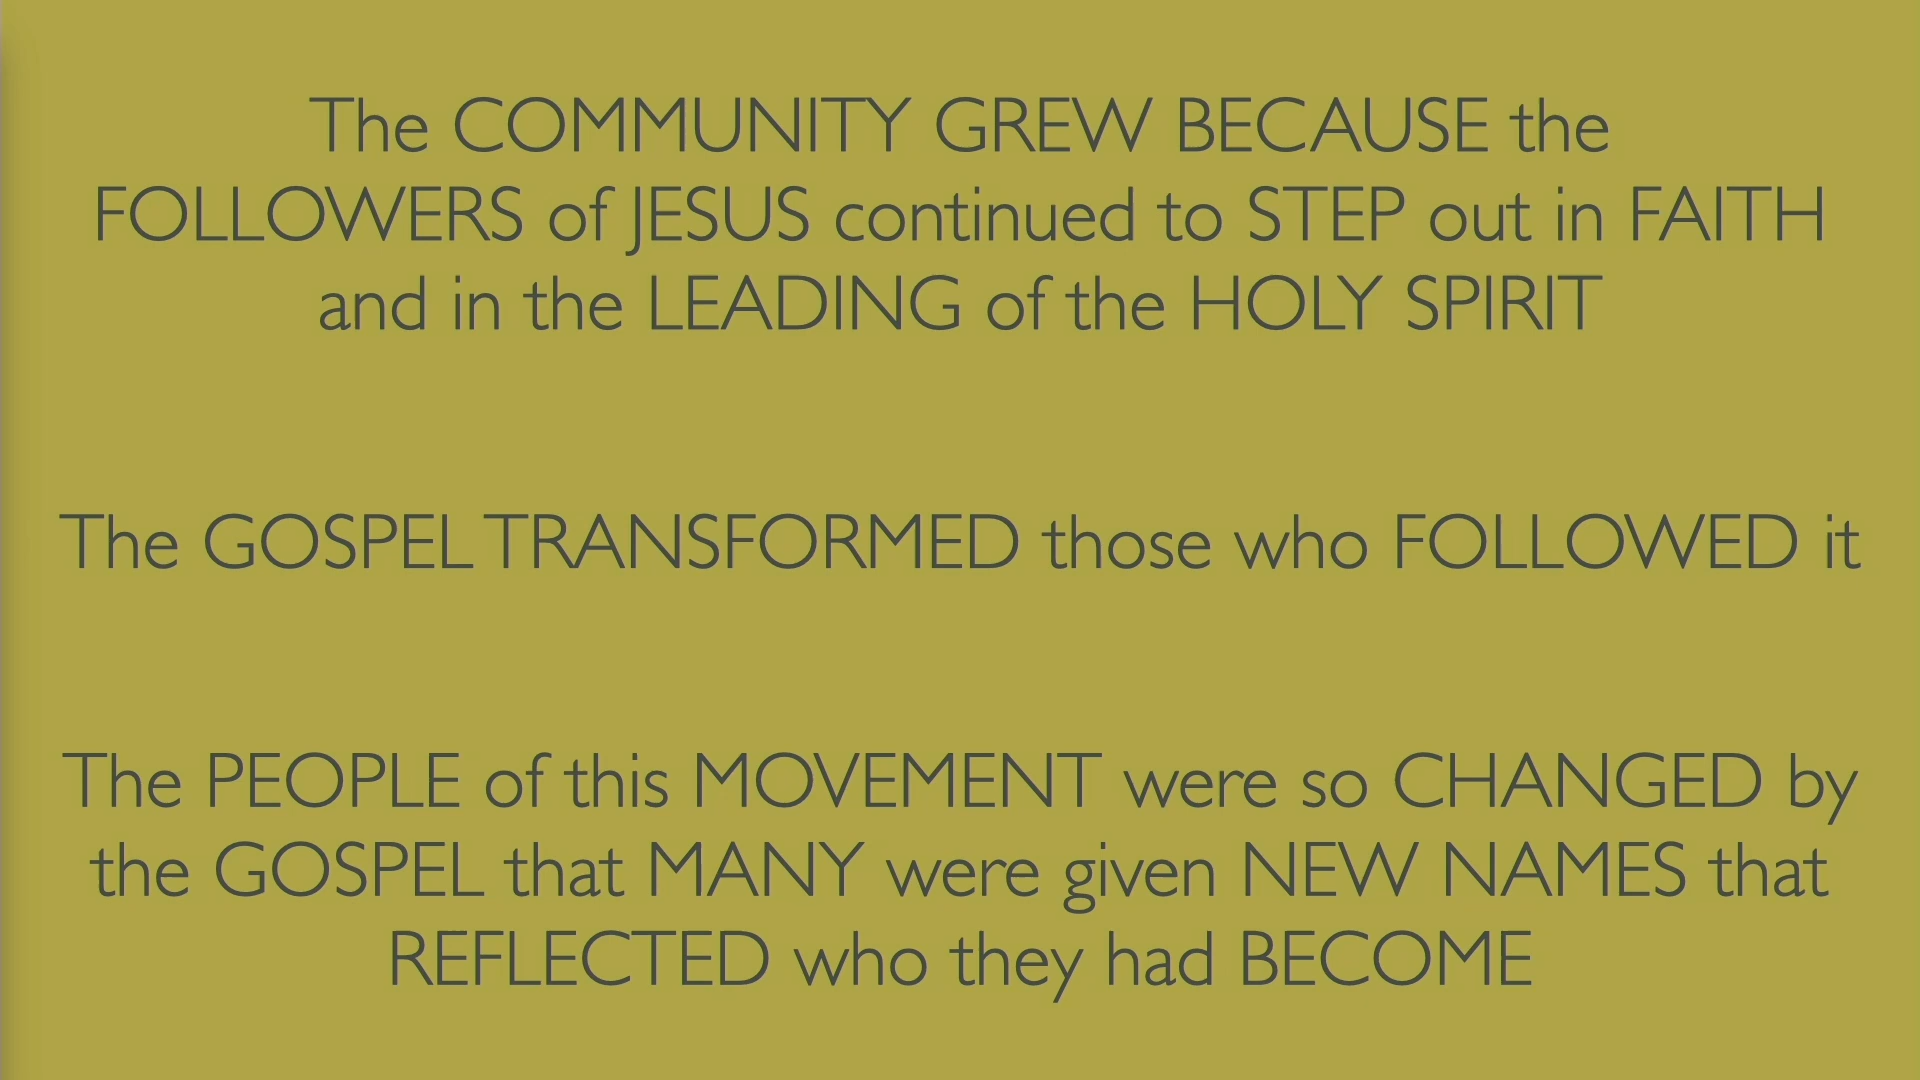 The COMMUNITY GREW BECAUSE the
FOLLOWERS of JESUS continued to STEP out in FAITH
and in the LEADING of the HOLY SPIRIT
The GOSPEL TRANSFORMED those who FOLLOWED it
The PEOPLE of this MOVEMENT were so CHANGED by
the GOSPEL that MANY were given NEW NAMES that
REFLECTED who they had BECOME